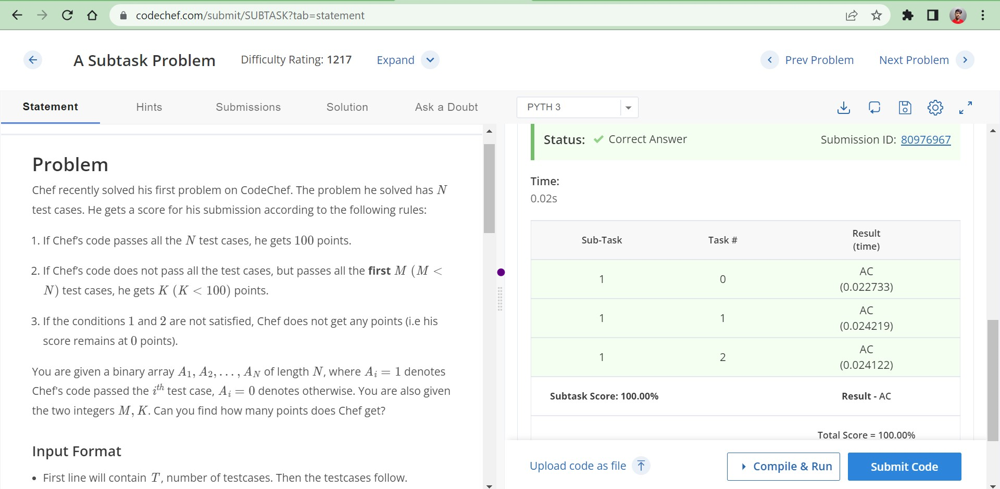 codechef.com/submit/SUBTASK?tab=statement
A Subtask Problem
Difficulty Rating: 1217
Expand
Prev Problem
Next Problem
Statement
Hints
Submissions
Solution
Ask a Doubt
PYTH 3
Problem
Chef recently solved his first problem on CodeChef. The problem he solved has N
test cases. He gets a score for his submission according to the following rules:
1. If Chef's code passes all the N test cases, he gets 100 points.
2. If Chef's code does not pass all the test cases, but passes all the first M (M <
N) test cases, he gets K (K < 100) points.
3. If the conditions 1 and 2 are not satisfied, Chef does not get any points (i.e his
score remains at 0 points).
You are given a binary array A₁, A₂, . . . , A_N of length N, where Aᵢ = 1 denotes
Chef's code passed the iᵗʰ test case, Aᵢ = 0 denotes otherwise. You are also given
the two integers M, K. Can you find how many points does Chef get?
Input Format
• First line will contain T, number of testcases. Then the testcases follow.
Status: ✓ Correct Answer
Submission ID: 80976967
Time:
0.02s
Sub-Task Task # Result
(time)
1 0 AC
(0.022733)
1 1 AC
(0.024219)
1 2 AC
(0.024122)
Subtask Score: 100.00% Result - AC
Total Score = 100.00%
Upload code as file
Compile & Run
Submit Code